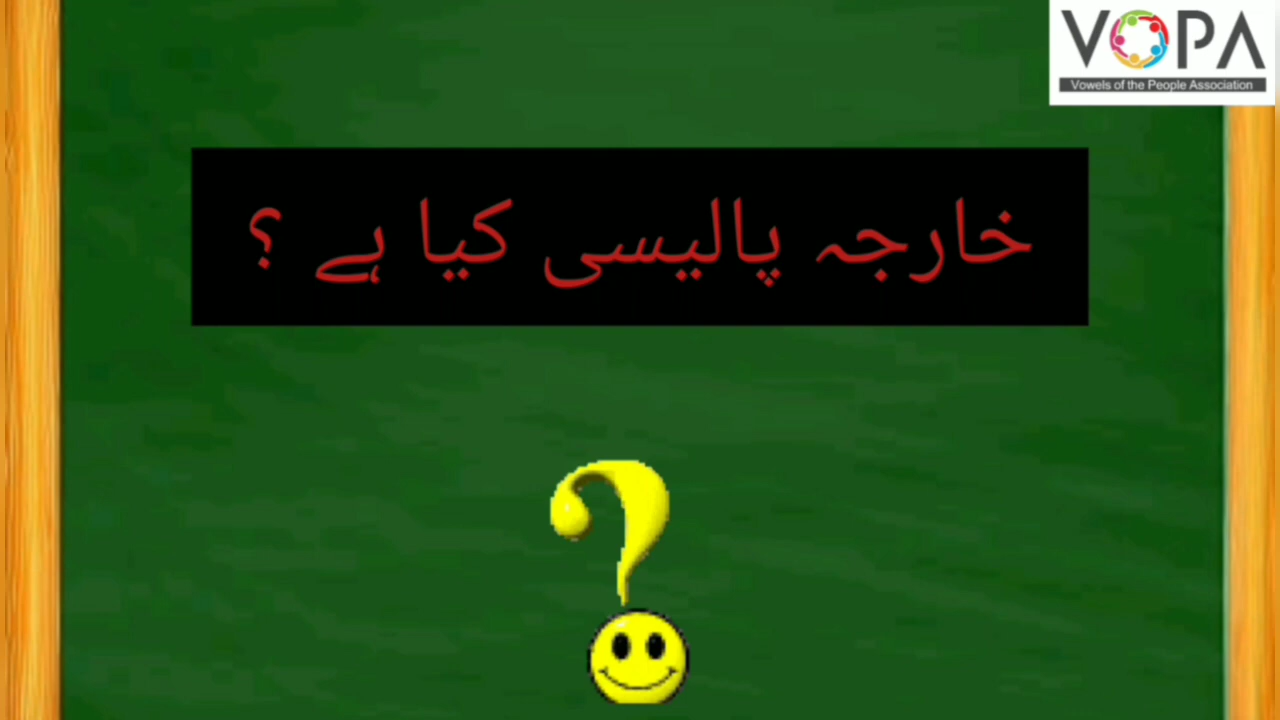 VOPA
Vowels of the People Association
خارجہ پالیسی کیا ہے ؟
?